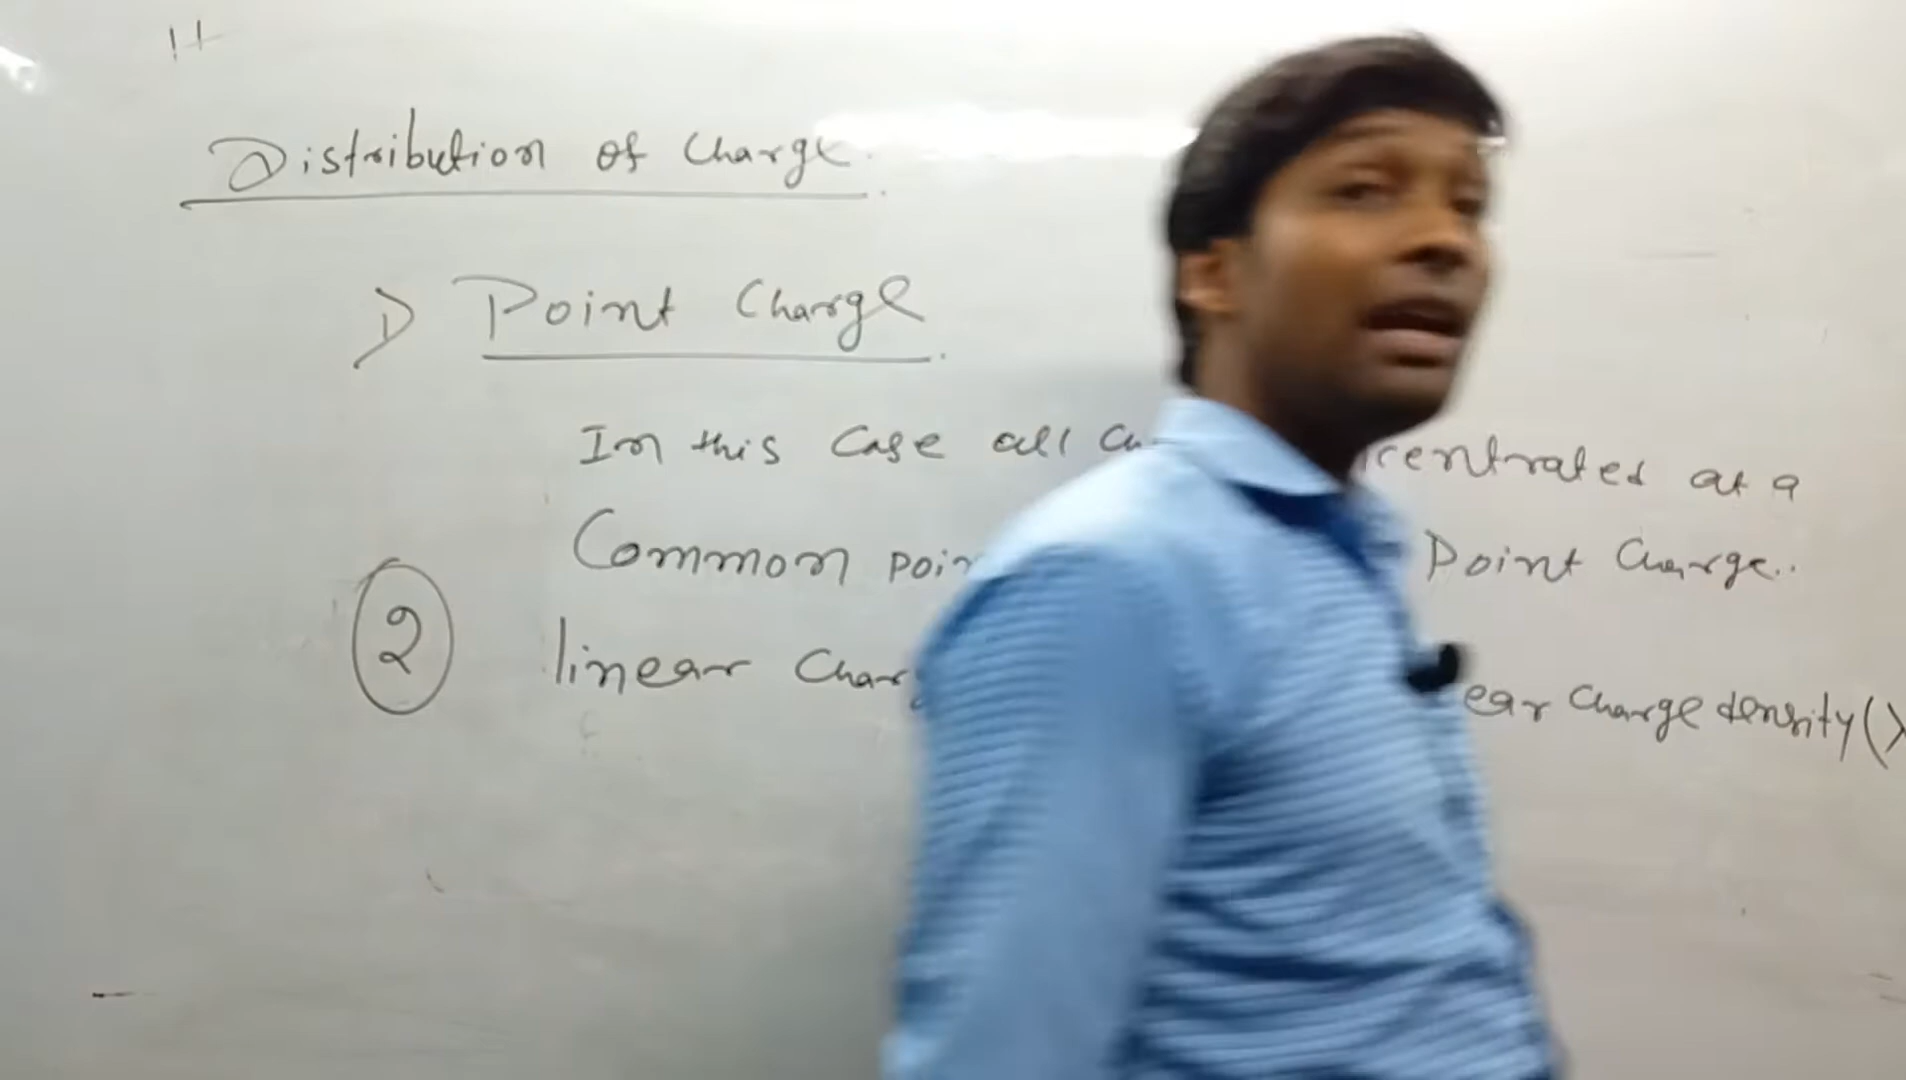 Distribution of Charge.
1) Point Charge
In this Case all centrated at a
Common Point Charge..
2 linear ear Charge density (λ